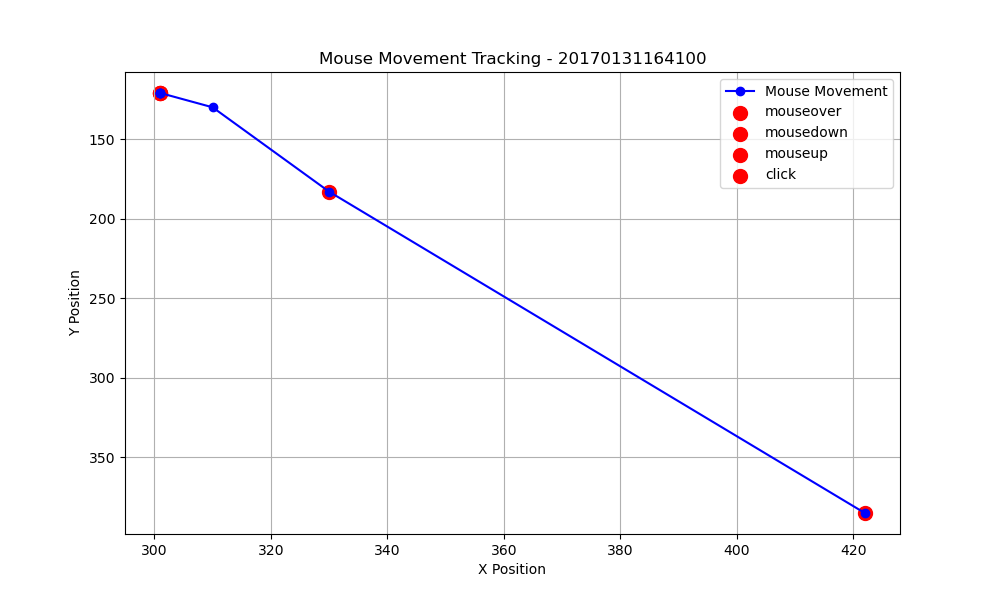 Mouse Movement Tracking - 20170131164100
Mouse Movement
mouseover
mousedown
mouseup
click
150
200
250
300
350
Y Position
300 320 340 360 380 400 420
X Position